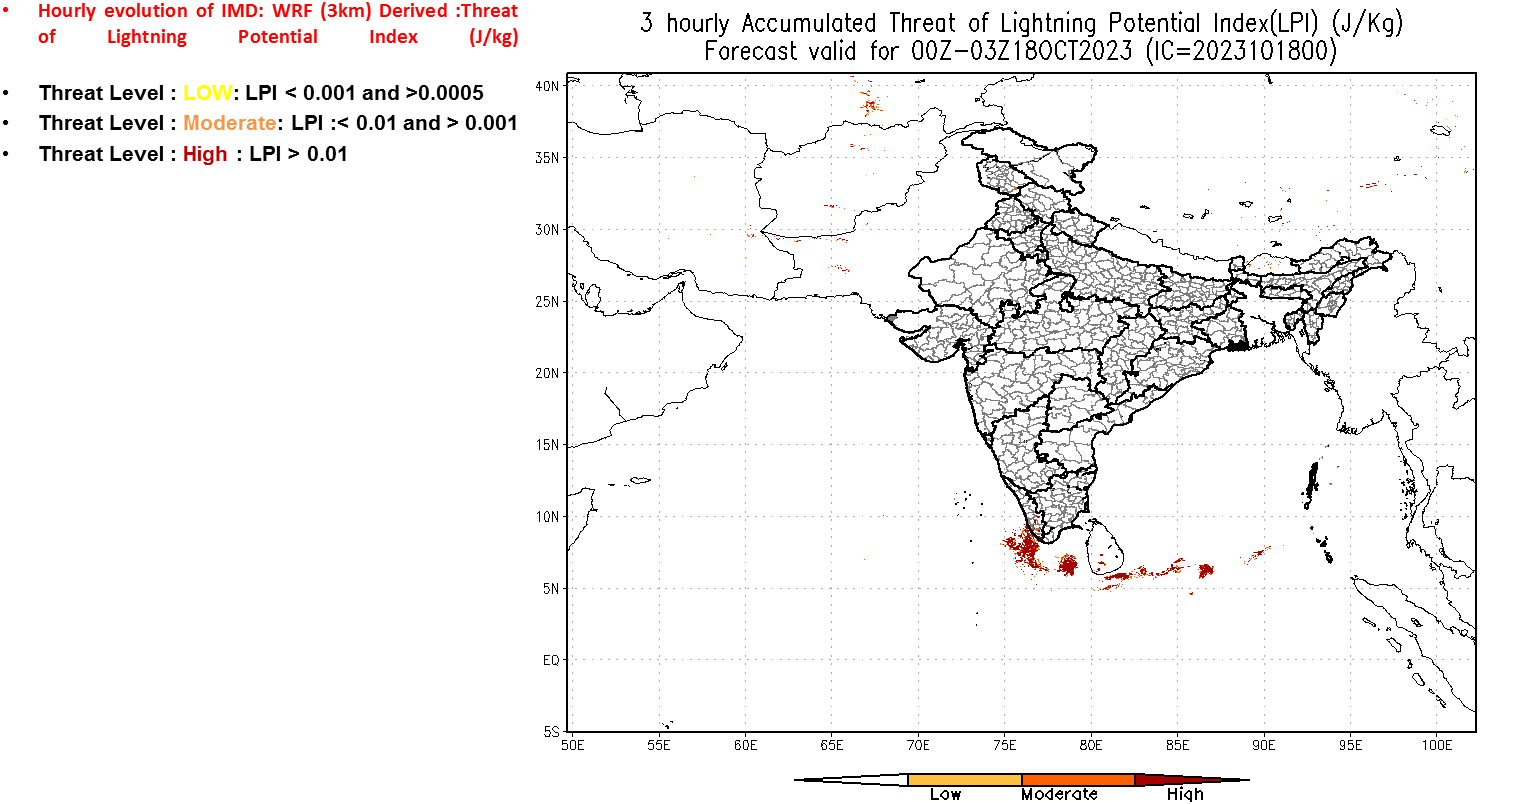 • Hourly evolution of IMD: WRF (3km) Derived :Threat
of Lightning Potential Index (J/kg)
• Threat Level : LOW: LPI < 0.001 and >0.0005
• Threat Level : Moderate: LPI :< 0.01 and > 0.001
• Threat Level : High : LPI > 0.01
3 hourly Accumulated Threat of Lightning Potential Index(LPI) (J/Kg)
Forecast valid for 00Z-03Z18OCT2023 (IC=2023101800)
40N
35N
30N
25N
20N
15N
10N
5N
EQ
5S
50E 55E 60E 65E 70E 75E 80E 85E 90E 95E 100E
Low Moderate High